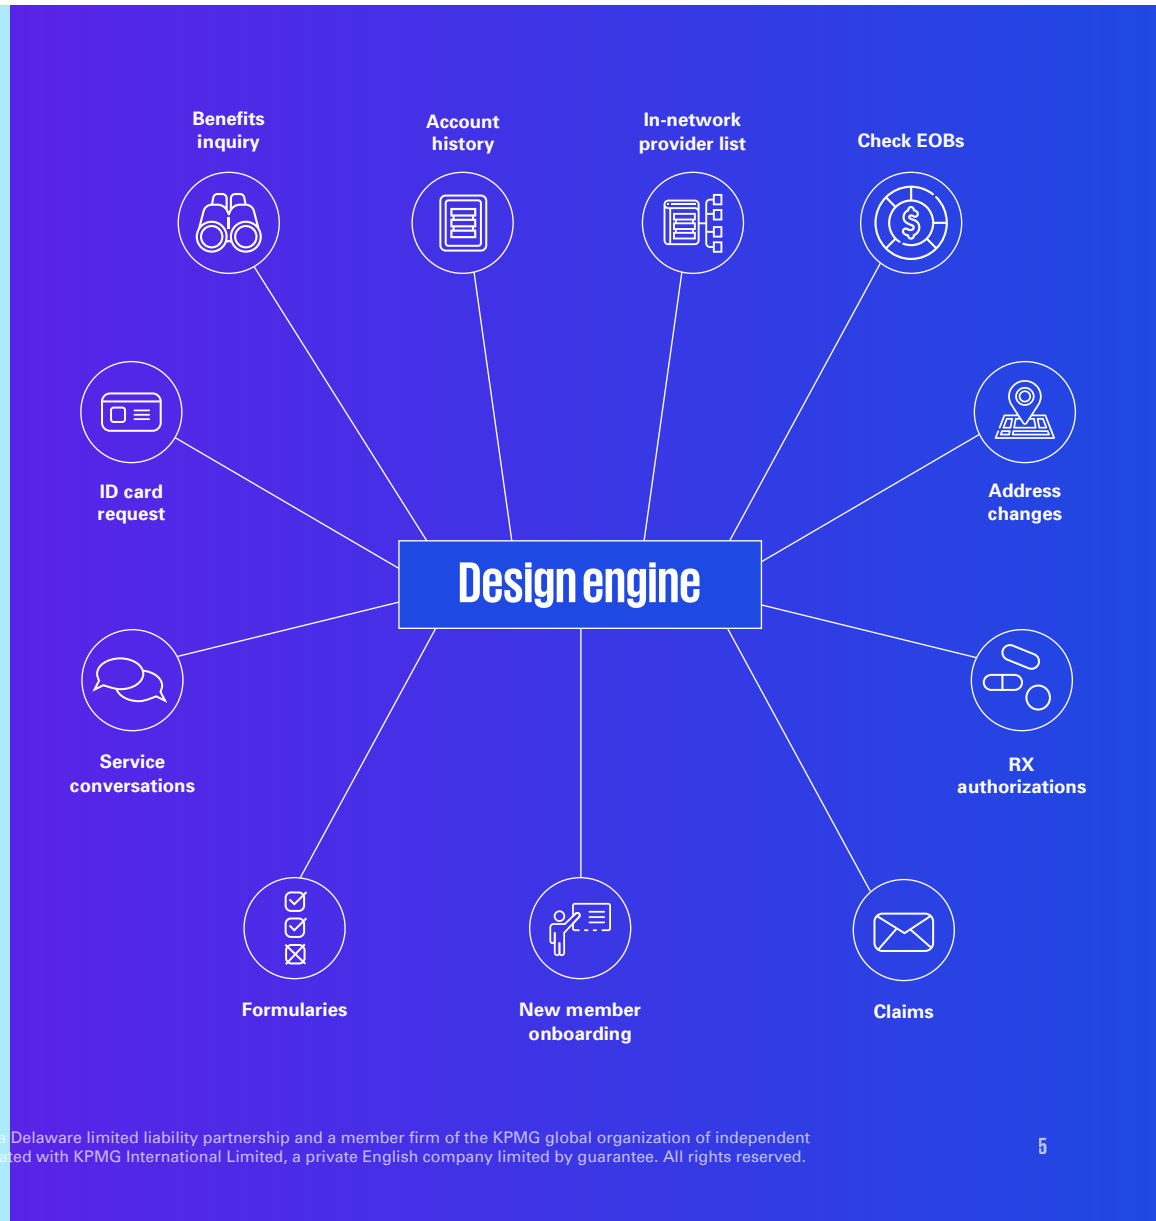 Benefits
inquiry
Account
history
In-network
provider list
Check EOBs
ID card
request
Address
changes
Design engine
Service
conversations
RX
authorizations
Formularies
New member
onboarding
Claims
a Delaware limited liability partnership and a member firm of the KPMG global organization of independent
with KPMG International Limited, a private English company limited by guarantee. All rights reserved.
5